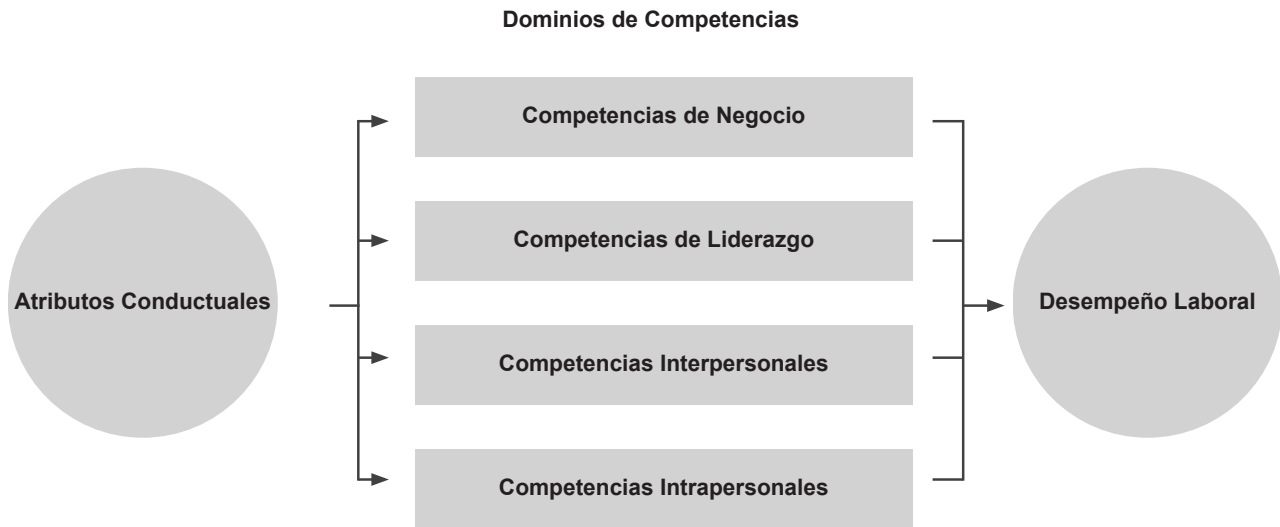 Dominios de Competencias
Competencias de Negocio
Competencias de Liderazgo
Atributos Conductuales
Desempeño Laboral
Competencias Interpersonales
Competencias Intrapersonales